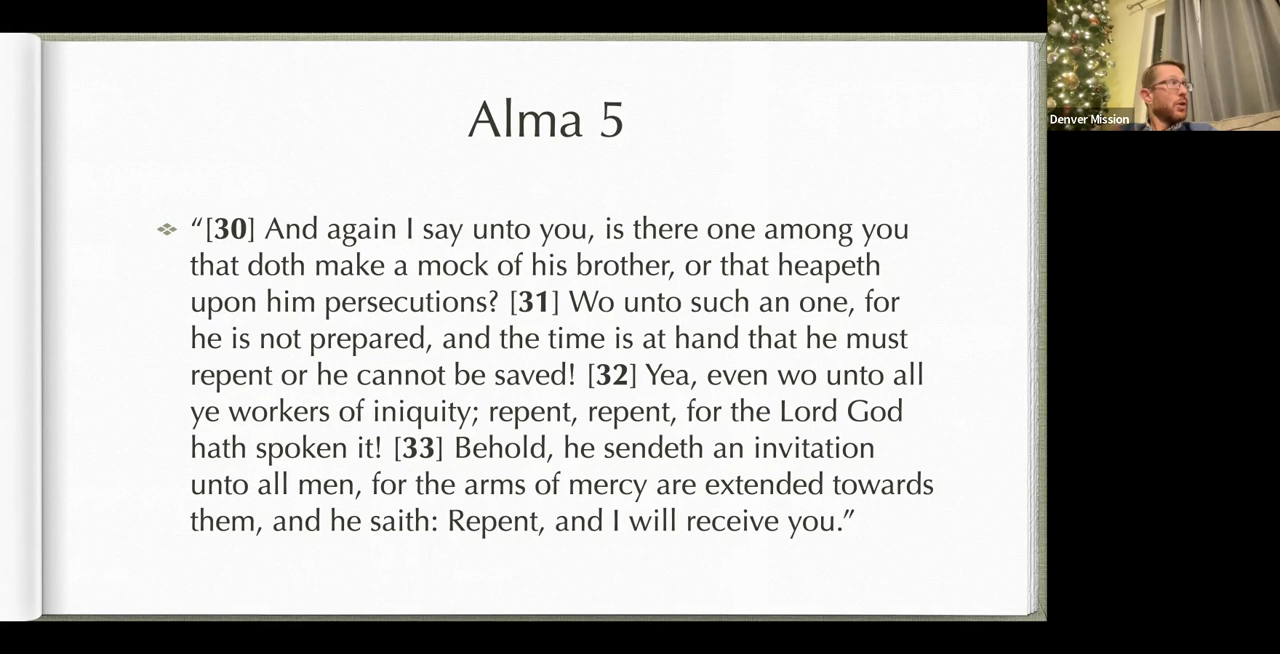 Alma 5
“[30] And again I say unto you, is there one among you
that doth make a mock of his brother, or that heapeth
upon him persecutions? [31] Wo unto such an one, for
he is not prepared, and the time is at hand that he must
repent or he cannot be saved! [32] Yea, even wo unto all
ye workers of iniquity; repent, repent, for the Lord God
hath spoken it! [33] Behold, he sendeth an invitation
unto all men, for the arms of mercy are extended towards
them, and he saith: Repent, and I will receive you.”
Denver Mission